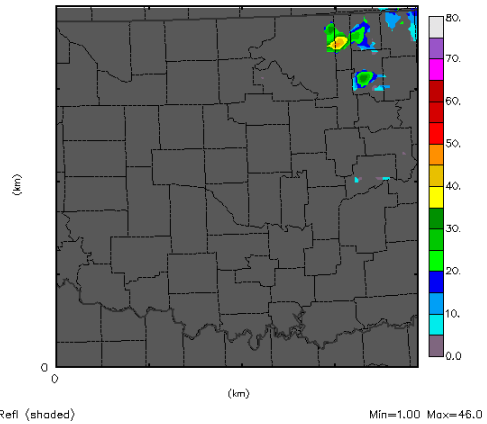 80.
70.
60.
50.
(km)
40.
30.
20.
10.
0.0
0
0
(km)
Refl (shaded)
Min=1.00 Max=46.0